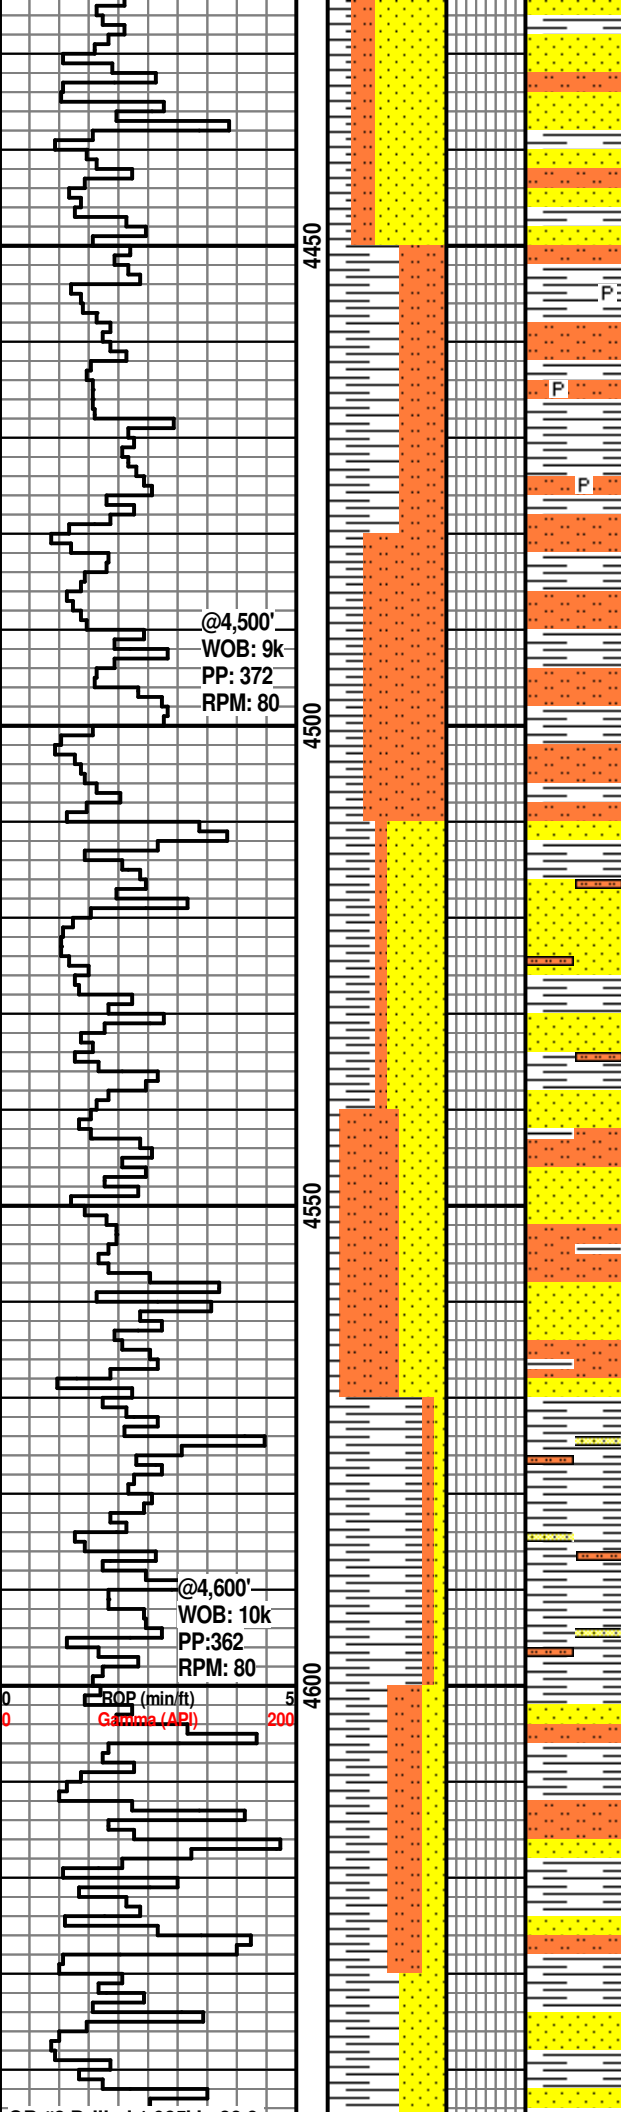 4450
P
P
P
@4,500'
WOB: 9k
PP: 372
RPM: 80
4500
4550
@4,600'
WOB: 10k
PP:362
RPM: 80
4600
0 ROP (min/ft) 5
0 Gamma (API) 200